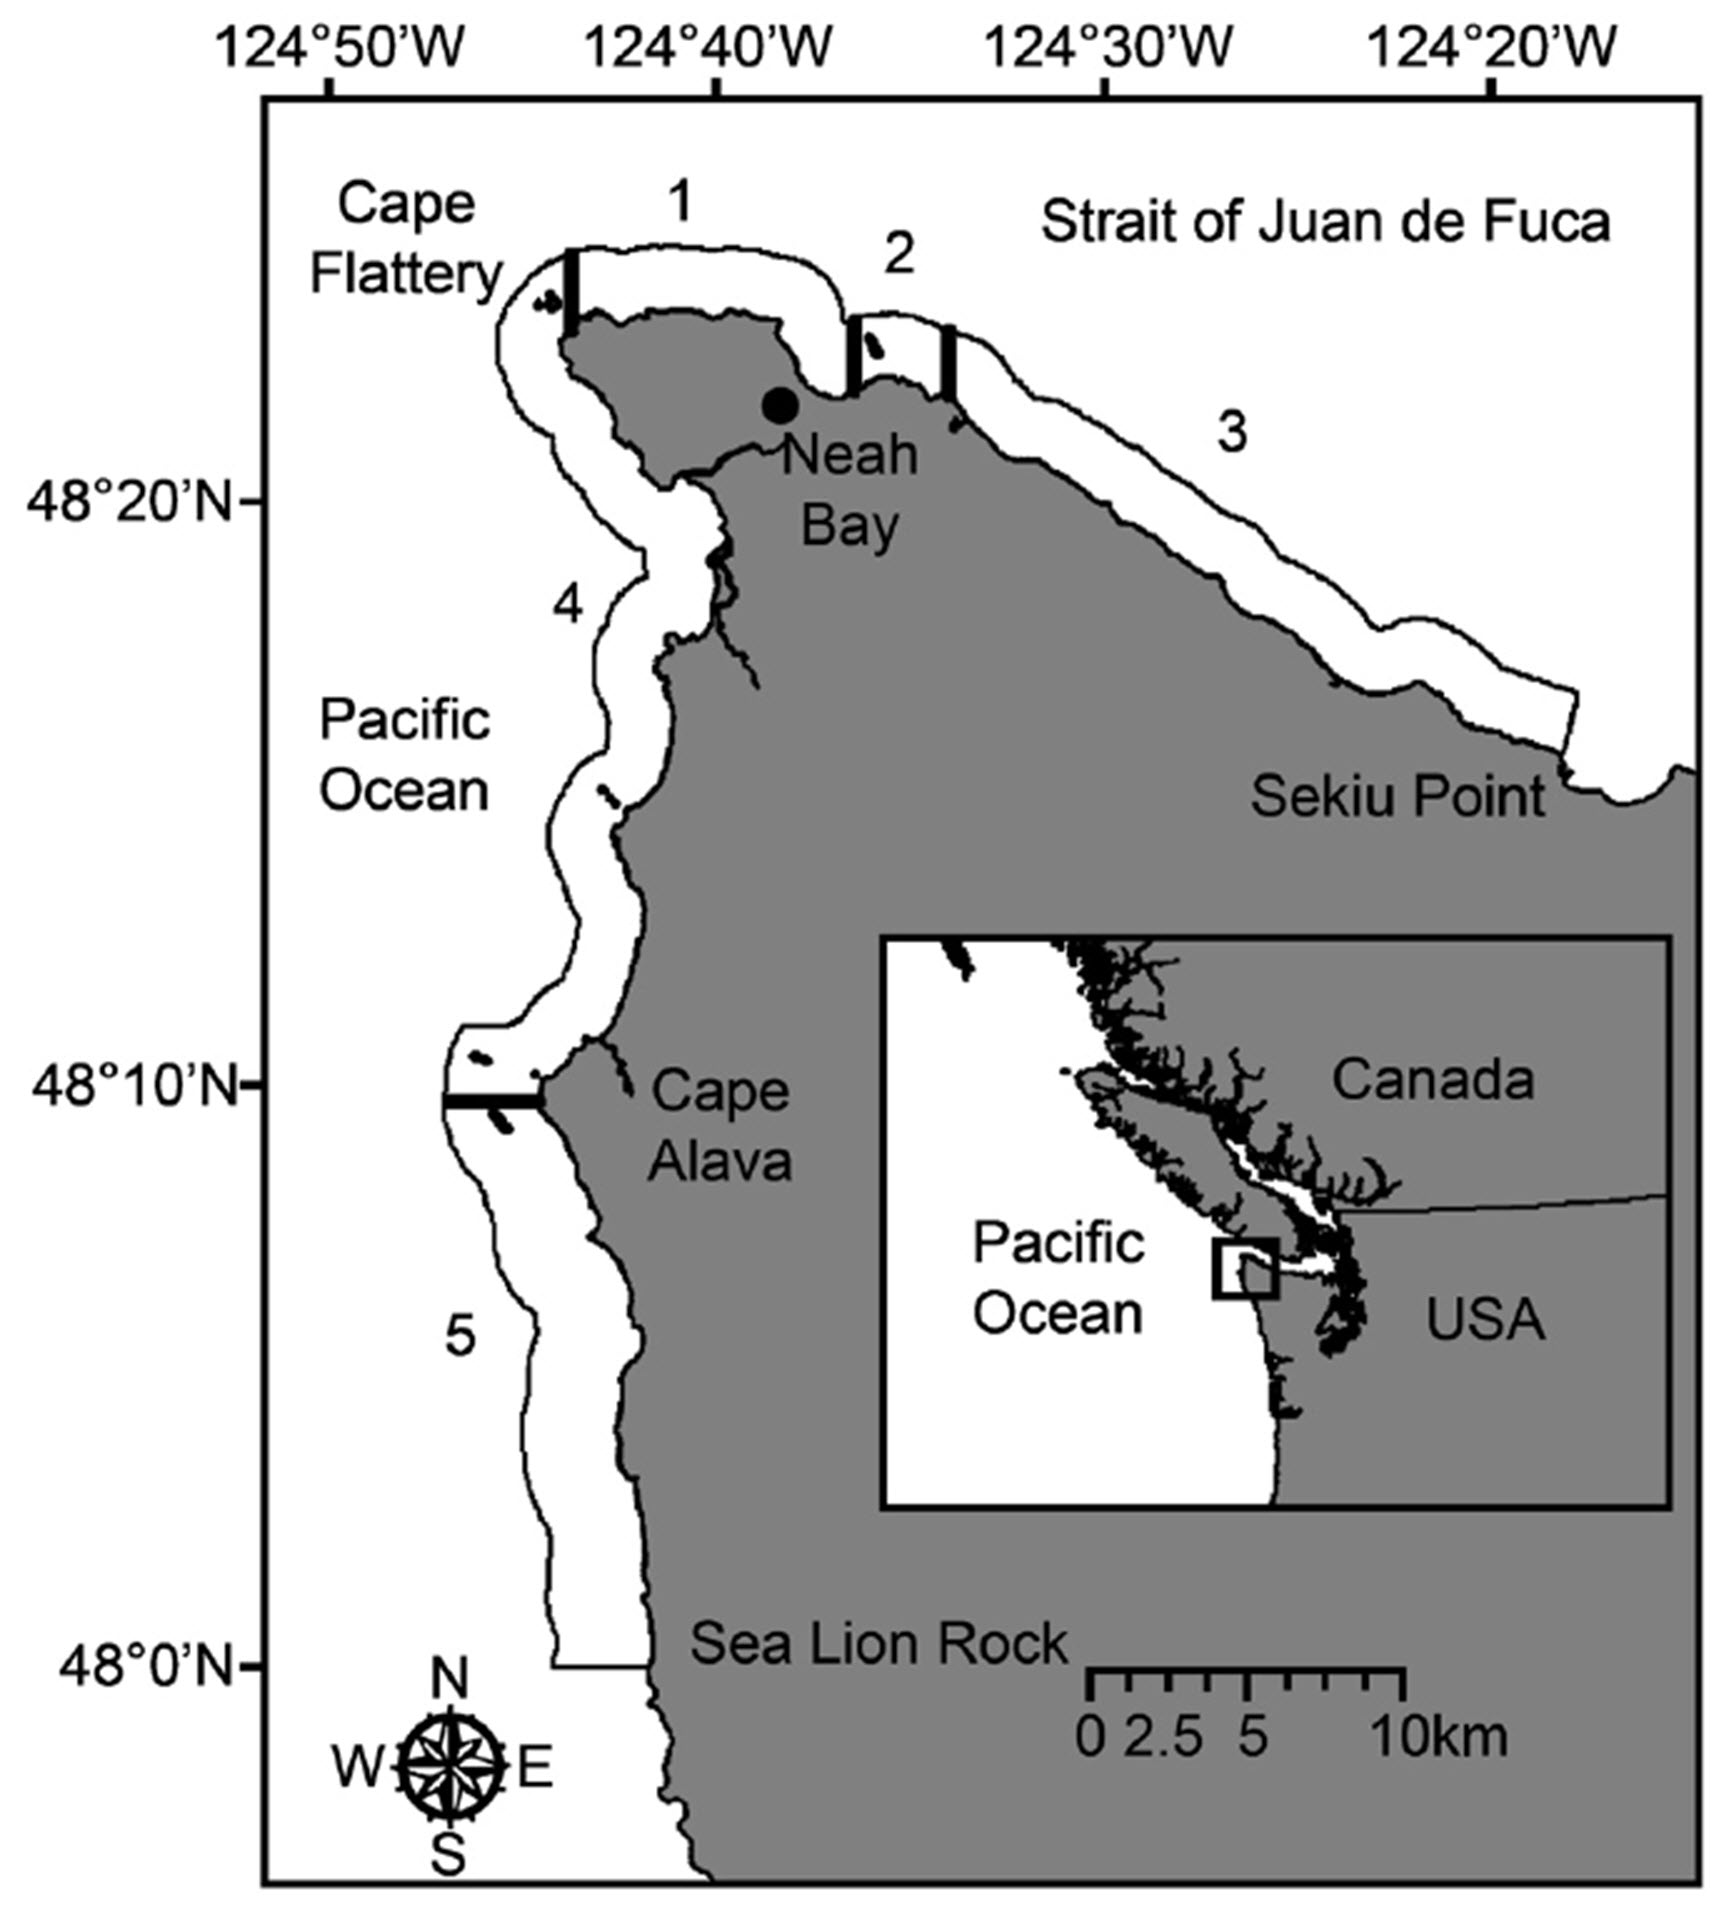 124°50'W 124°40'W 124°30'W 124°20'W
Cape
Flattery
1
2
Strait of Juan de Fuca
3
Neah
Bay
48°20'N
4
Pacific
Ocean
Sekiu Point
48°10'N
Cape
Alava
Canada
Pacific
Ocean
USA
5
Sea Lion Rock
48°0'N
N
W E
S
0 2.5 5 10km